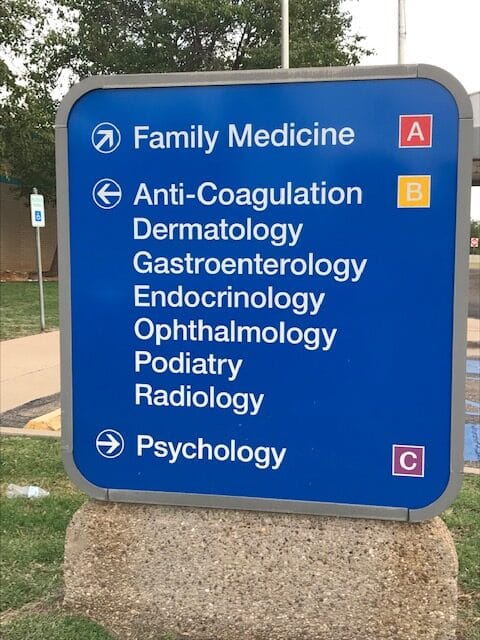 Family Medicine A
Anti-Coagulation B
Dermatology
Gastroenterology
Endocrinology
Ophthalmology
Podiatry
Radiology
Psychology C